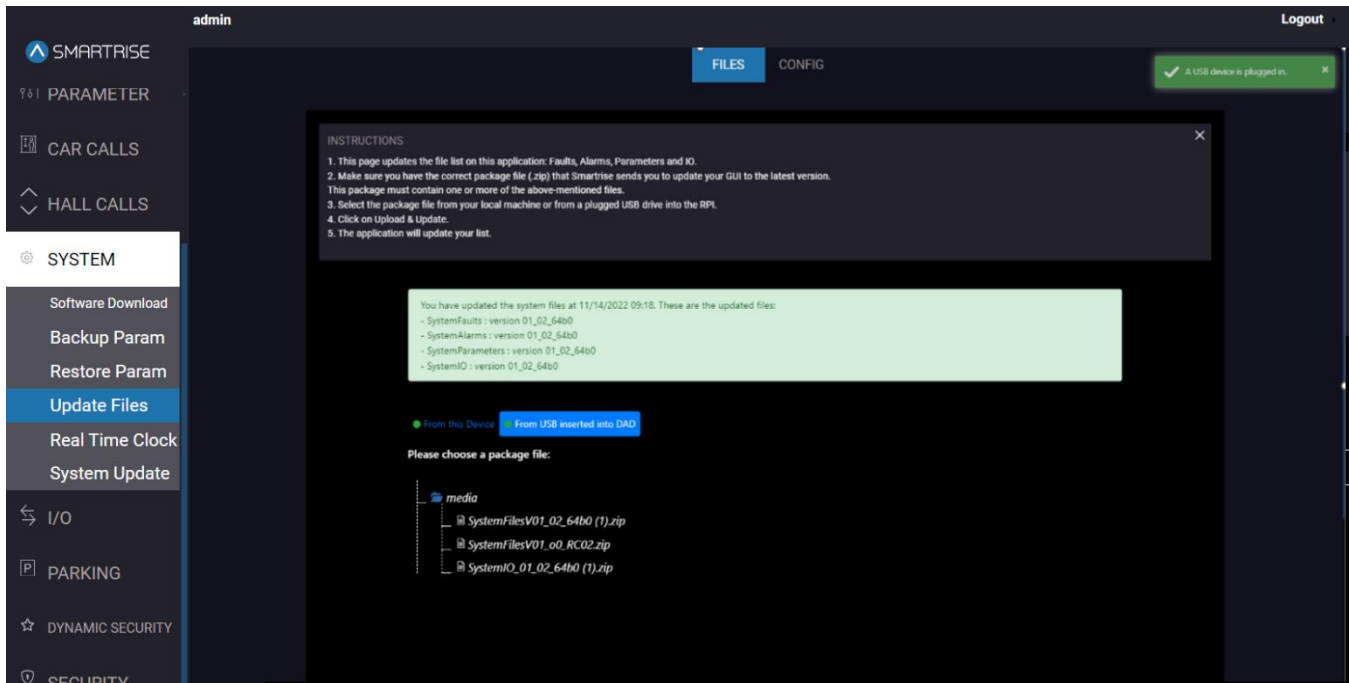 admin
Logout
SMARTRISE
PARAMETER
CAR CALLS
HALL CALLS
SYSTEM
Software Download
Backup Param
Restore Param
Update Files
Real Time Clock
System Update
I/O
P PARKING
DYNAMIC SECURITY
SECURITY
FILES CONFIG
A USB device is plugged in. ×
INSTRUCTIONS ×
1. This page updates the file list on this application: Faults, Alarms, Parameters and IO.
2. Make sure you have the correct package file (.zip) that Smartrise sends you to update your GUI to the latest version.
This package must contain one or more of the above-mentioned files.
3. Select the package file from your local machine or from a plugged USB drive into the RPI.
4. Click on Upload & Update.
5. The application will update your list.
You have updated the system files at 11/14/2022 09:18. These are the updated files:
- SystemFaults : version 01_02_64b0
- SystemAlarms : version 01_02_64b0
- SystemParameters : version 01_02_64b0
- SystemIO : version 01_02_64b0
From this Device From USB inserted into DAD
Please choose a package file:
media
SystemFilesV01_02_64b0 (1).zip
SystemFilesV01_o0_RC02.zip
SystemIO_01_02_64b0 (1).zip